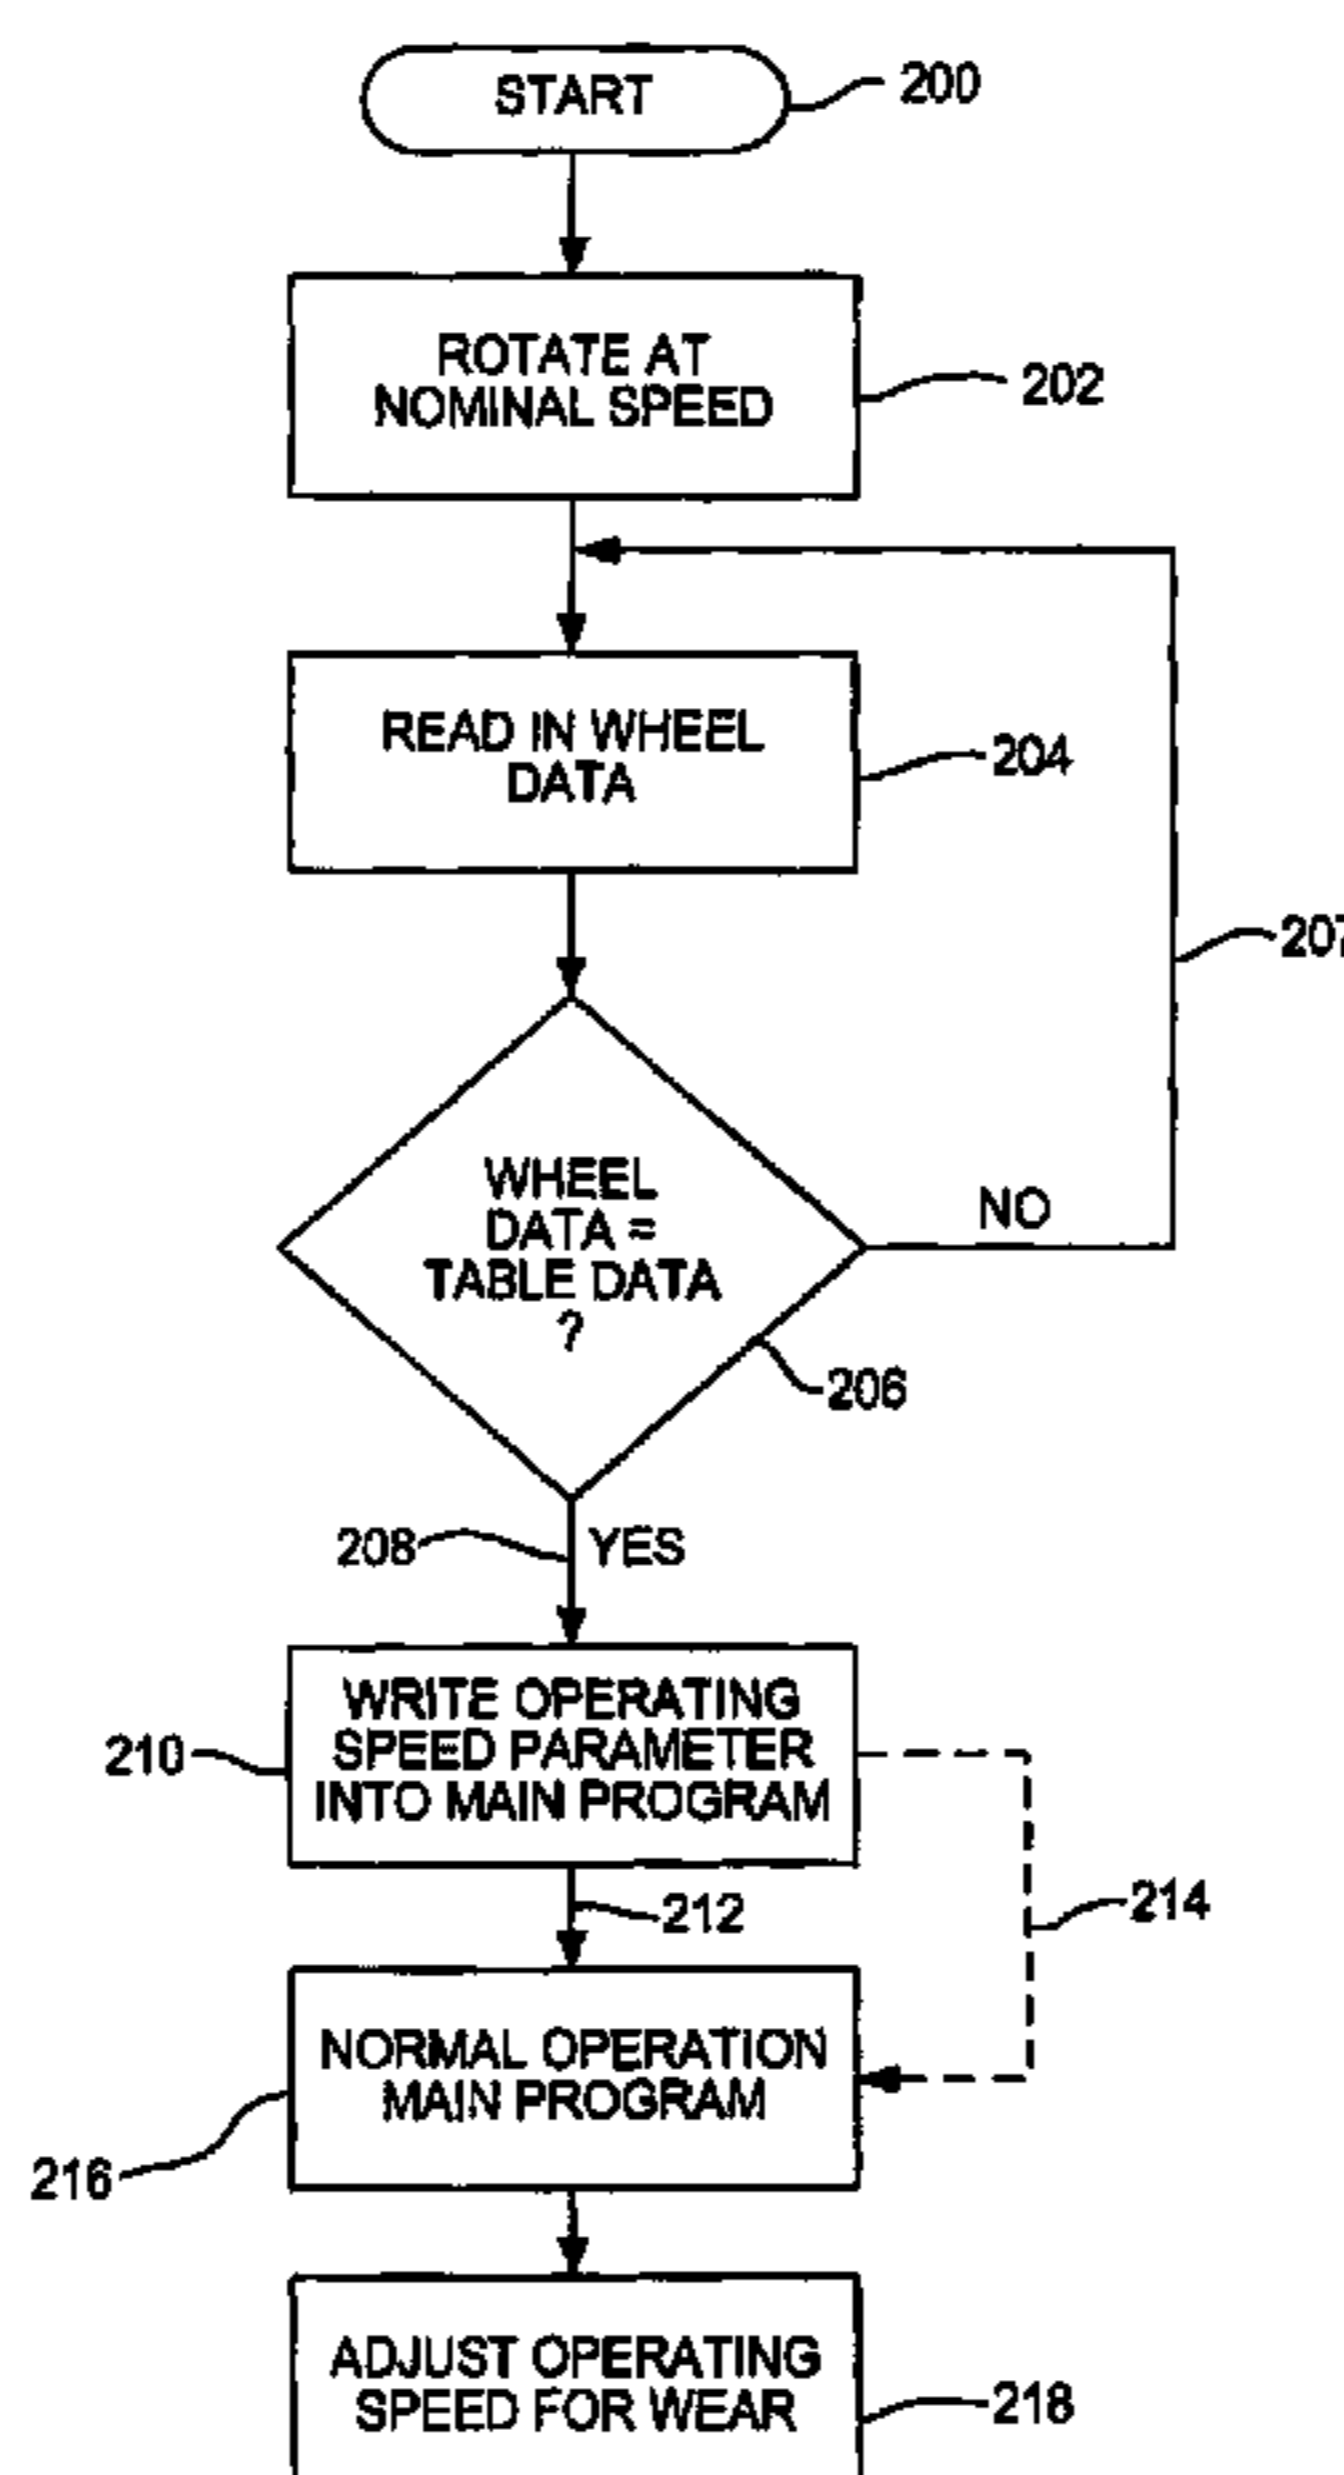 START
200
ROTATE AT
NOMINAL SPEED
202
READ IN WHEEL
DATA
204
207
WHEEL
DATA =
TABLE DATA
?
NO
206
208
YES
WRITE OPERATING
SPEED PARAMETER
INTO MAIN PROGRAM
210
212
214
NORMAL OPERATION
MAIN PROGRAM
216
ADJUST OPERATING
SPEED FOR WEAR
218